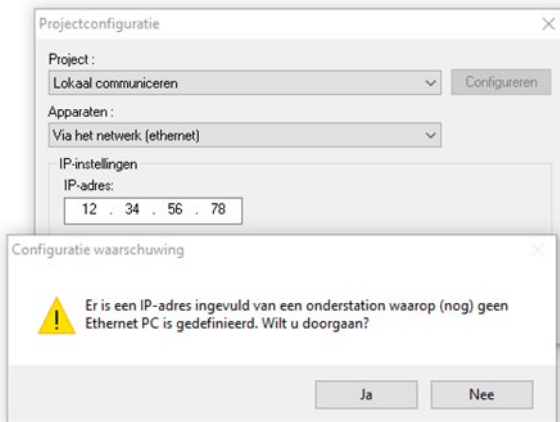 Projectconfiguratie
Project :
Lokaal communiceren
Configureren
Apparaten :
Via het netwerk (ethernet)
IP-instellingen
IP-adres:
12 . 34 . 56 . 78
Configuratie waarschuwing
Er is een IP-adres ingevuld van een onderstation waarop (nog) geen
Ethernet PC is gedefinieerd. Wilt u doorgaan?
Ja
Nee